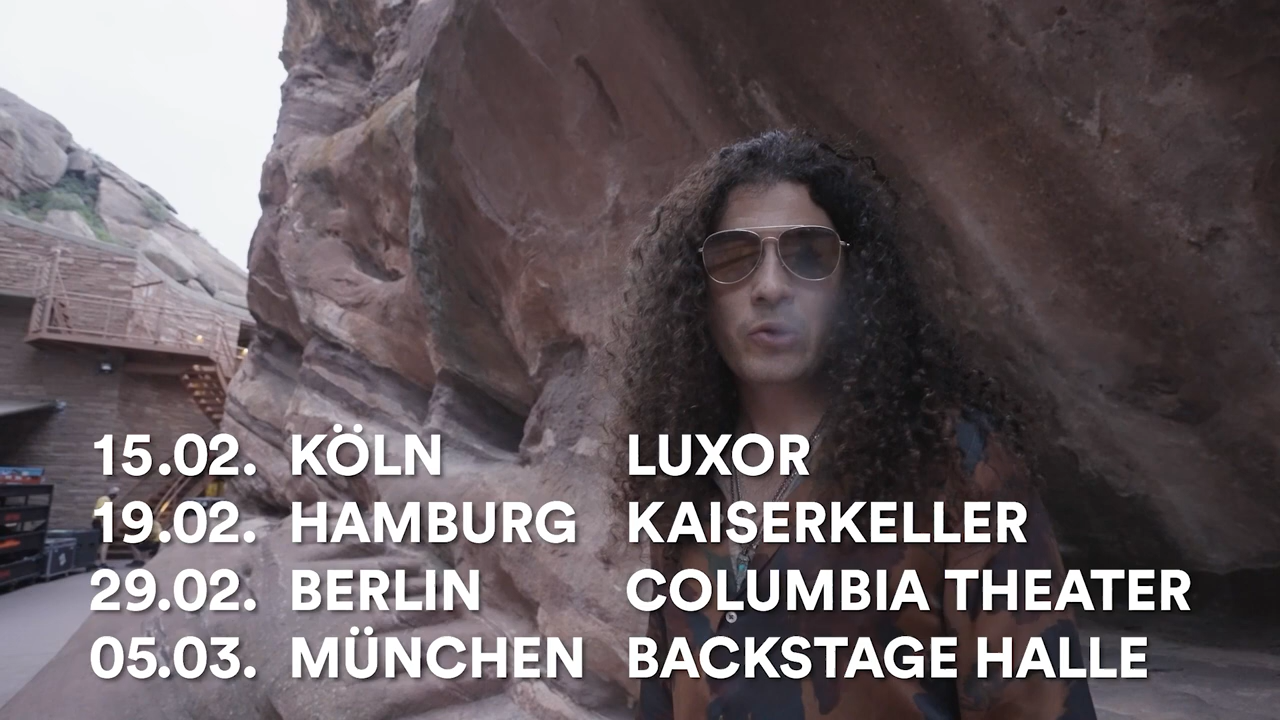 15.02. KÖLN LUXOR
19.02. HAMBURG KAISERKELLER
29.02. BERLIN COLUMBIA THEATER
05.03. MÜNCHEN BACKSTAGE HALLE